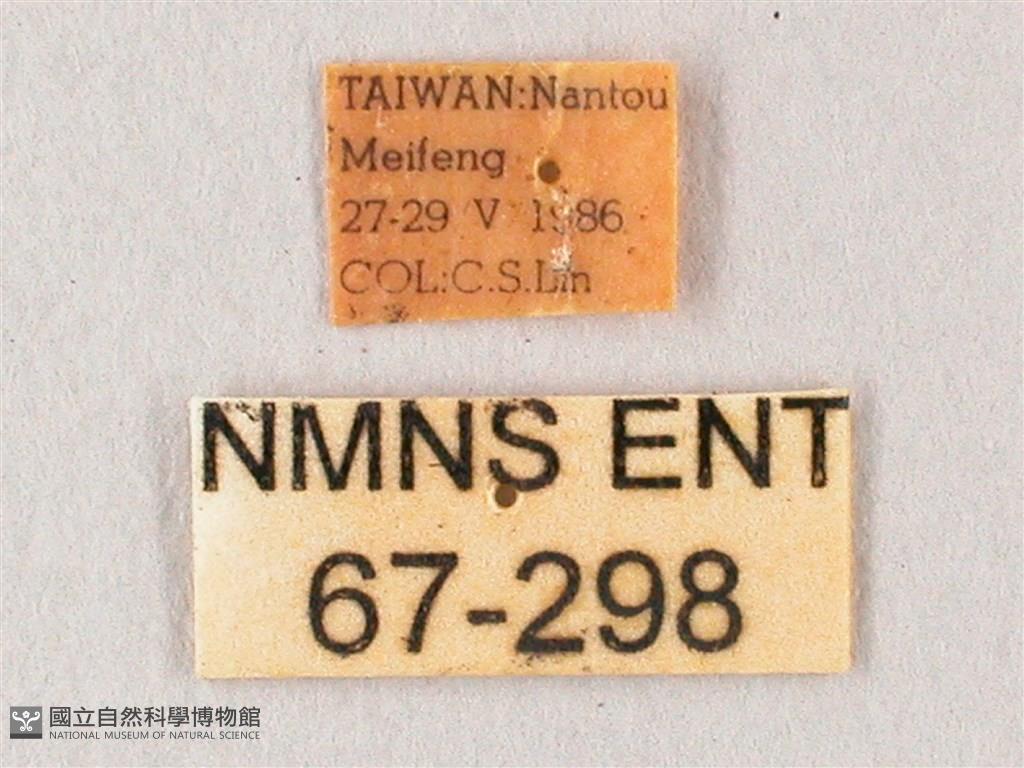 TAIWAN:Nantou
Meifeng
27-29 V 1986
COL:C.S.Lin
NMNS ENT
67-298
國立自然科學博物館
NATIONAL MUSEUM OF NATURAL SCIENCE